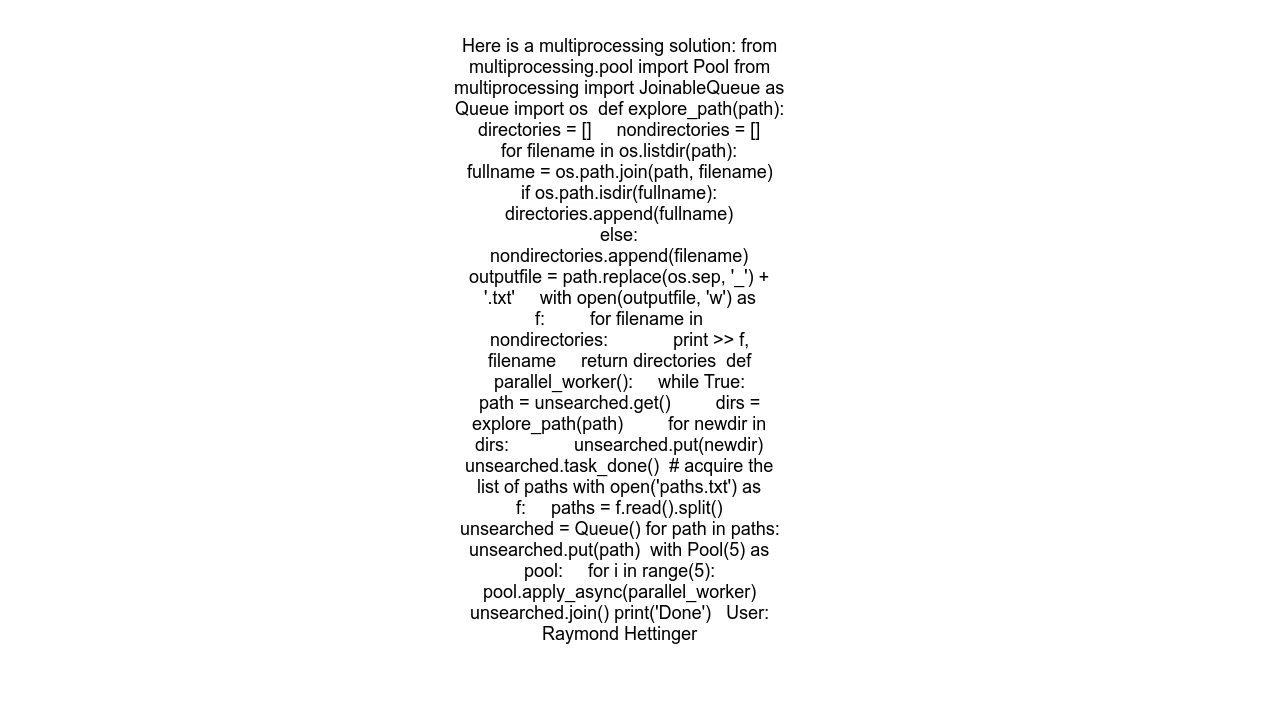 Here is a multiprocessing solution: from
multiprocessing.pool import Pool from
multiprocessing import JoinableQueue as
Queue import os  def explore_path(path):
directories = []     nondirectories = []
for filename in os.listdir(path):
fullname = os.path.join(path, filename)
if os.path.isdir(fullname):
directories.append(fullname)
else:
nondirectories.append(filename)
outputfile = path.replace(os.sep, '_') +
'.txt'     with open(outputfile, 'w') as
f:         for filename in
nondirectories:             print >> f,
filename     return directories  def
parallel_worker():     while True:
path = unsearched.get()         dirs =
explore_path(path)         for newdir in
dirs:             unsearched.put(newdir)
unsearched.task_done()  # acquire the
list of paths with open('paths.txt') as
f:     paths = f.read().split()
unsearched = Queue() for path in paths:
unsearched.put(path)  with Pool(5) as
pool:     for i in range(5):
pool.apply_async(parallel_worker)
unsearched.join() print('Done')   User:
Raymond Hettinger